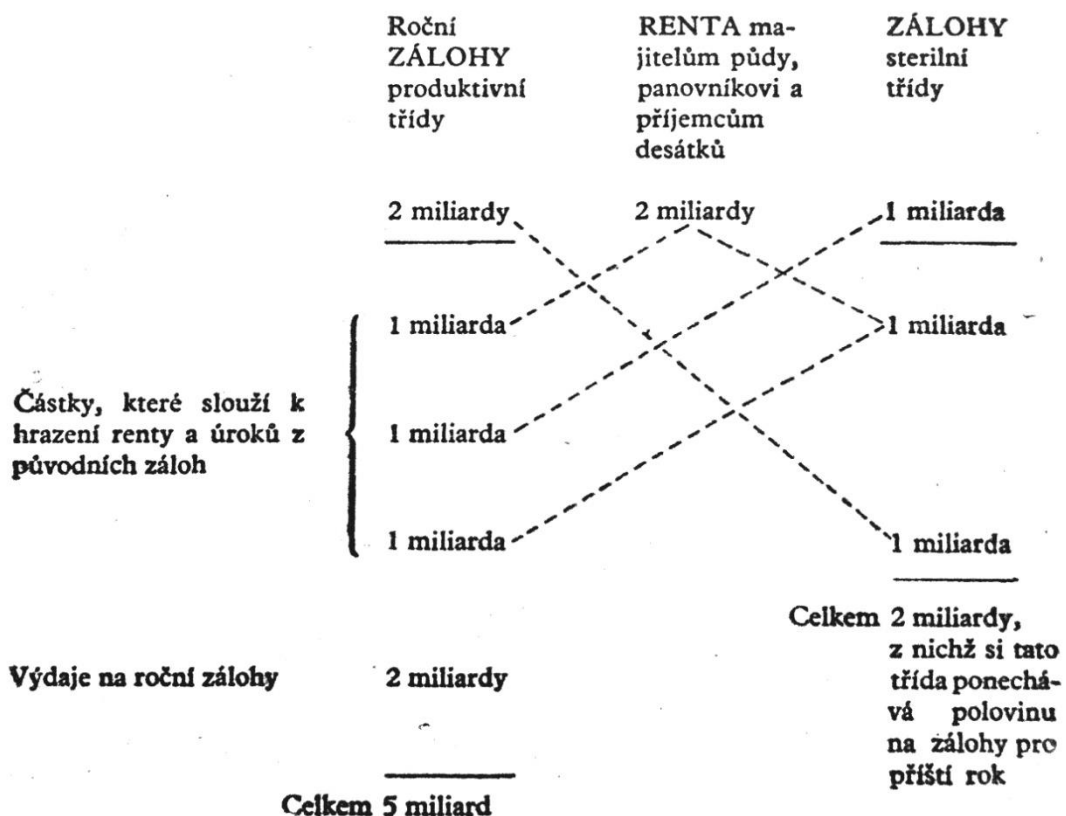 Roční
ZÁLOHY
produktivní
třídy
RENTA ma-
jitelům půdy,
panovníkovi a
příjemcům
desátků
ZÁLOHY
sterilní
třídy
2 miliardy
2 miliardy
1 miliarda
1 miliarda
1 miliarda
Částky, které slouží k
hrazení renty a úroků z
původních záloh
1 miliarda
1 miliarda
1 miliarda
Celkem 2 miliardy,
z nichž si tato
třída ponechá-
vá polovinu
na zálohy pro
příští rok
Výdaje na roční zálohy
2 miliardy
Celkem 5 miliard